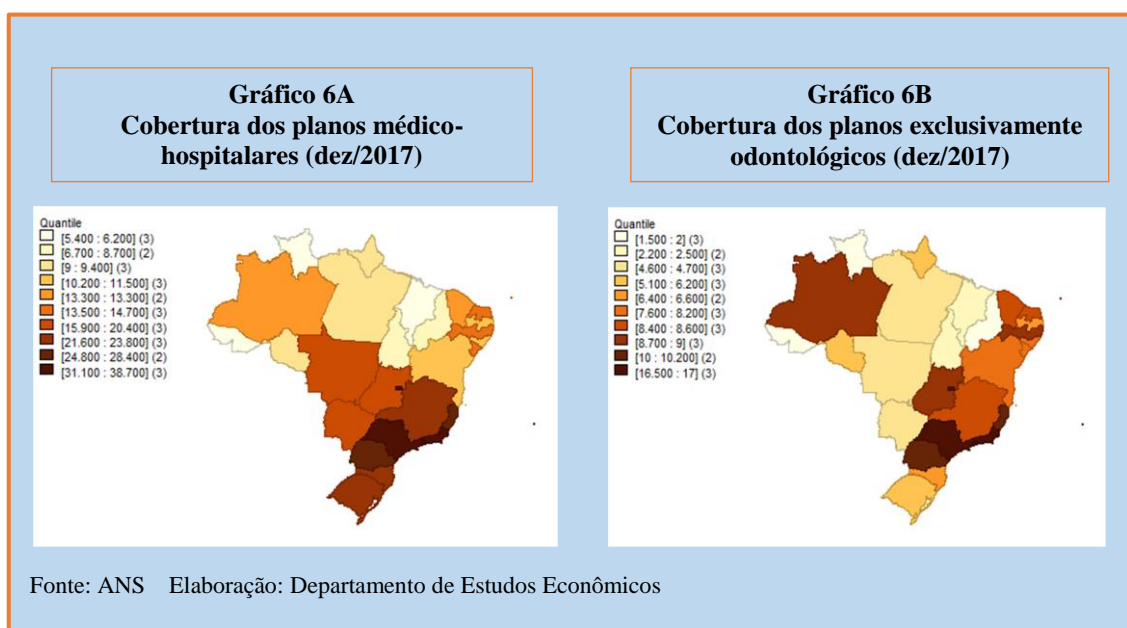 Gráfico 6A
Cobertura dos planos médico-
hospitalares (dez/2017)
Gráfico 6B
Cobertura dos planos exclusivamente
odontológicos (dez/2017)
Quantile
[5.400 : 6.200] (3)
[6.700 : 8.700] (2)
[9 : 9.400] (3)
[10.200 : 11.500] (3)
[13.300 : 13.300] (2)
[13.500 : 14.700] (3)
[15.900 : 20.400] (3)
[21.600 : 23.800] (3)
[24.800 : 28.400] (2)
[31.100 : 38.700] (3)
Quantile
[1.500 : 2] (3)
[2.200 : 2.500] (2)
[4.600 : 4.700] (3)
[5.100 : 6.200] (3)
[6.400 : 6.600] (2)
[7.600 : 8.200] (3)
[8.400 : 8.600] (3)
[8.700 : 9] (3)
[10 : 10.200] (2)
[16.500 : 17] (3)
Fonte: ANS Elaboração: Departamento de Estudos Econômicos